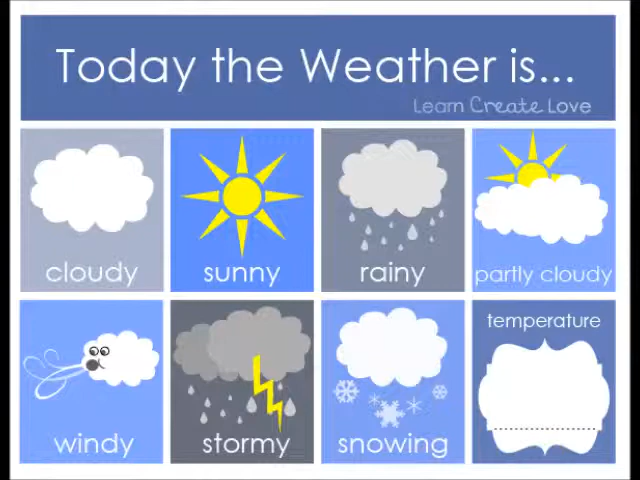 Today the Weather is...
Learn Create Love
cloudy
sunny
rainy
partly cloudy
windy
stormy
snowing
temperature